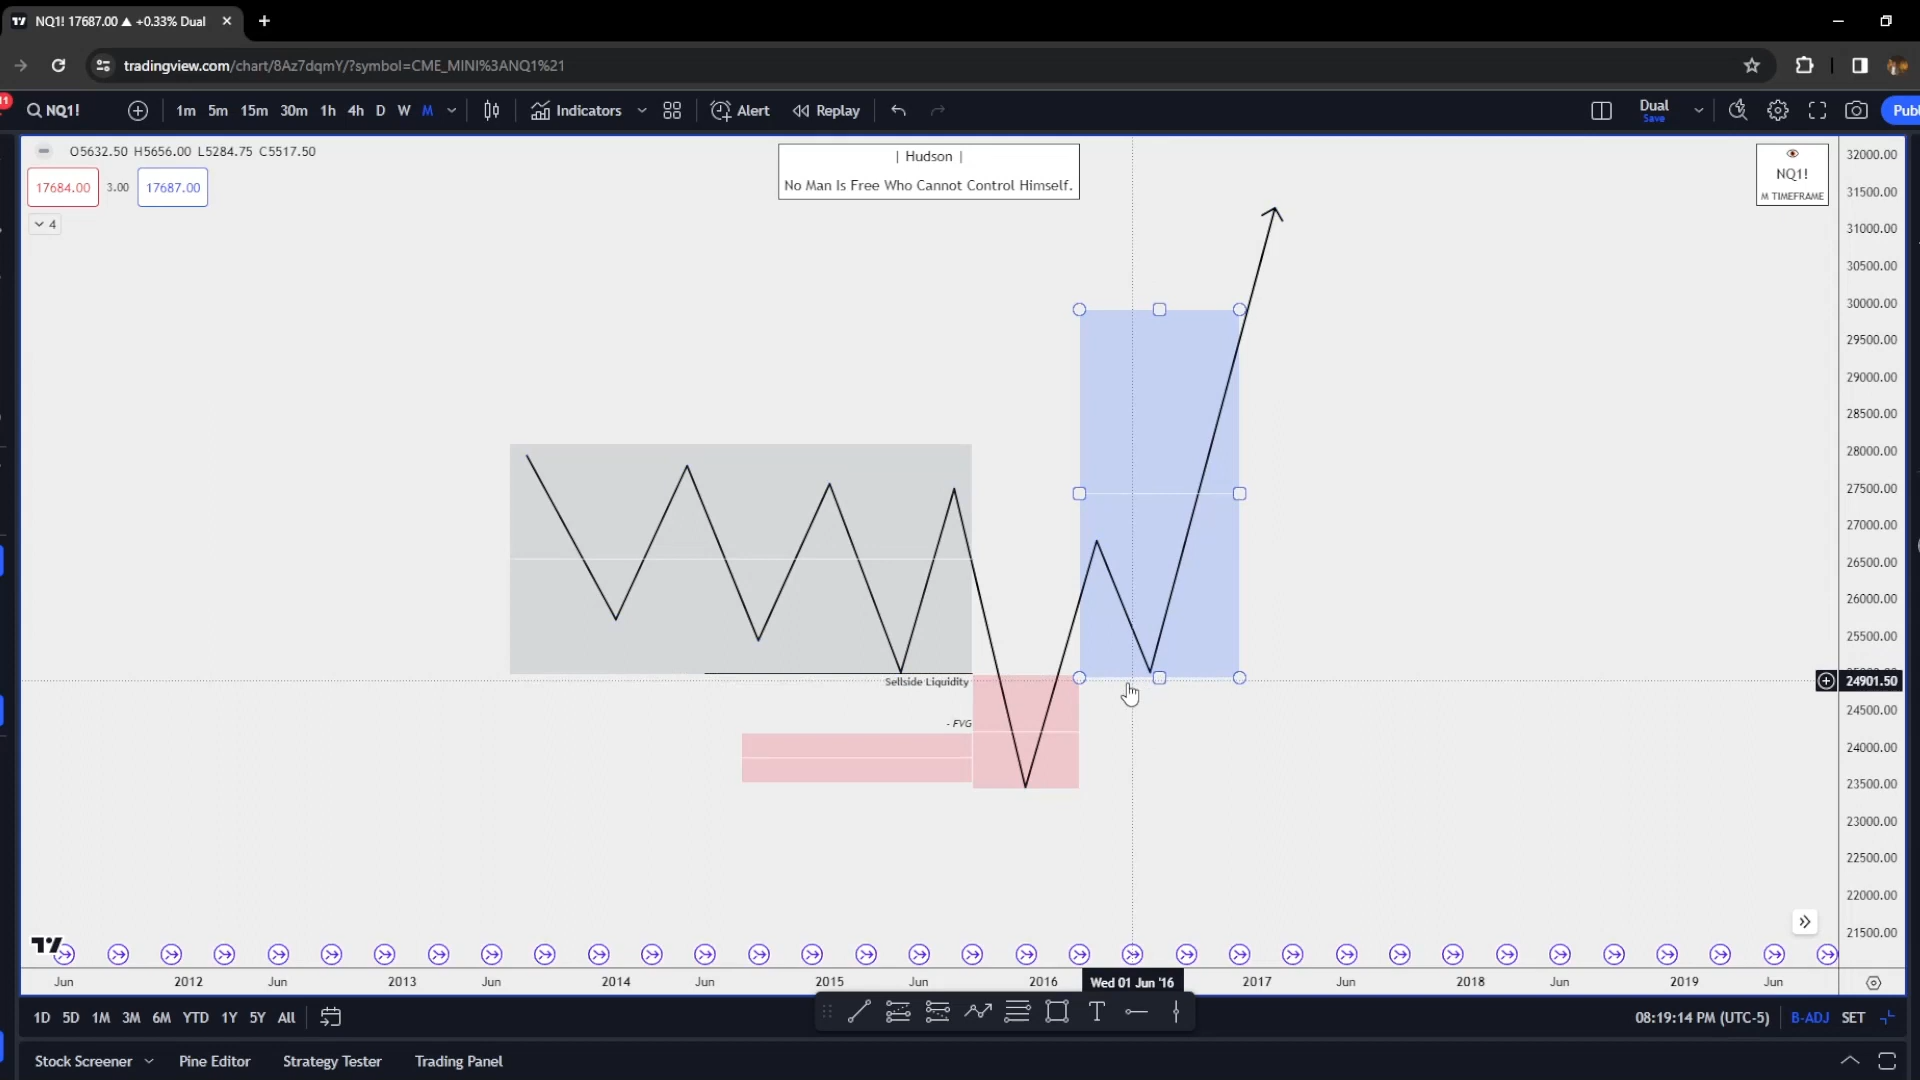 NQ1! 17687.00 ▲ +0.33% Dual
tradingview.com/chart/8Az7dqmY/?symbol=CME_MINI%3ANQ1%21
11
NQ1! 1m 5m 15m 30m 1h 4h D W M Indicators Alert Replay Dual Publ
Save
O5632.50 H5656.00 L5284.75 C5517.50
17684.00 3.00 17687.00
4
| Hudson |
No Man Is Free Who Cannot Control Himself.
NQ1!
M TIMEFRAME
32000.00
31500.00
31000.00
30500.00
30000.00
29500.00
29000.00
28500.00
28000.00
27500.00
27000.00
26500.00
26000.00
25500.00
24901.50
24500.00
24000.00
23500.00
23000.00
22500.00
22000.00
21500.00
Sellside Liquidity
- FVG
Jun 2012 Jun 2013 Jun 2014 Jun 2015 Jun 2016 Wed 01 Jun '16 2017 Jun 2018 Jun 2019 Jun
1D 5D 1M 3M 6M YTD 1Y 5Y All
08:19:14 PM (UTC-5) B-ADJ SET
Stock Screener Pine Editor Strategy Tester Trading Panel